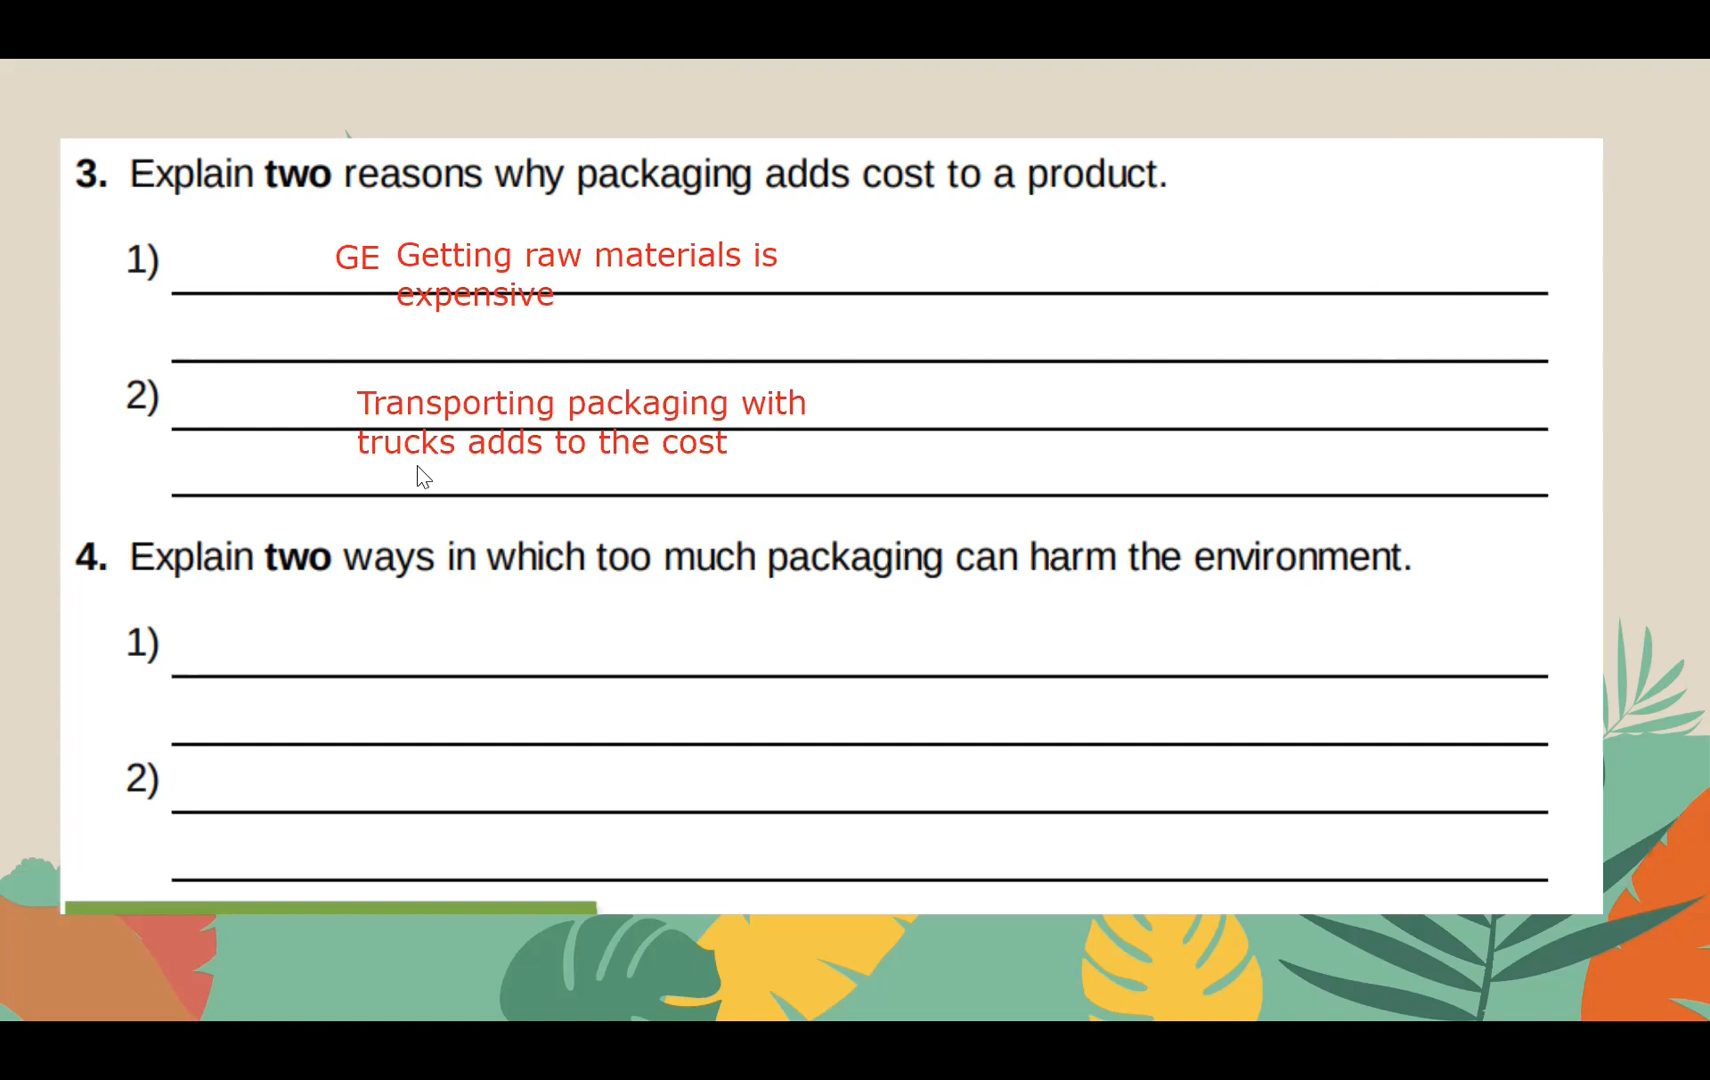 3. Explain two reasons why packaging adds cost to a product.
1) GE Getting raw materials is
expensive
2) Transporting packaging with
trucks adds to the cost
4. Explain two ways in which too much packaging can harm the environment.
1)
2)